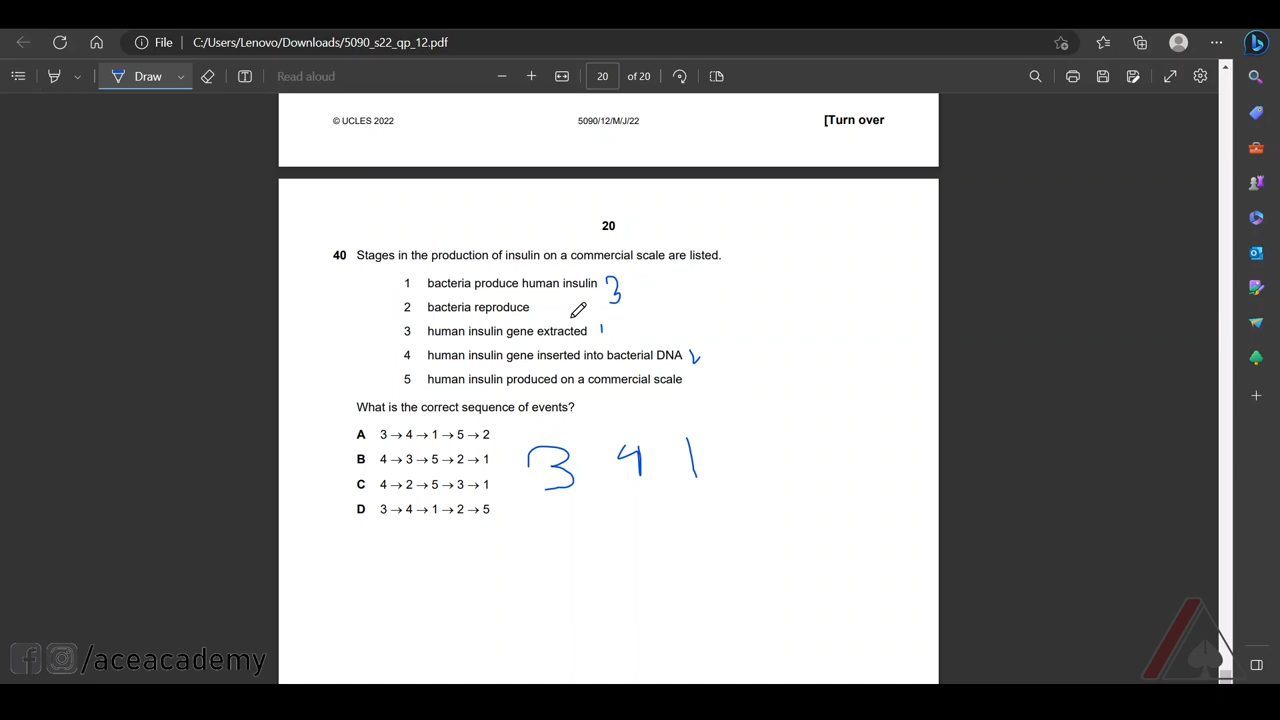 File C:/Users/Lenovo/Downloads/5090_s22_qp_12.pdf
Draw Read aloud 20 of 20
© UCLES 2022 5090/12/M/J/22 [Turn over
20
40 Stages in the production of insulin on a commercial scale are listed.
1 bacteria produce human insulin 3
2 bacteria reproduce
3 human insulin gene extracted 1
4 human insulin gene inserted into bacterial DNA 2
5 human insulin produced on a commercial scale
What is the correct sequence of events?
A 3 → 4 → 1 → 5 → 2
B 4 → 3 → 5 → 2 → 1
C 4 → 2 → 5 → 3 → 1
D 3 → 4 → 1 → 2 → 5
3 4 1
/aceacademy